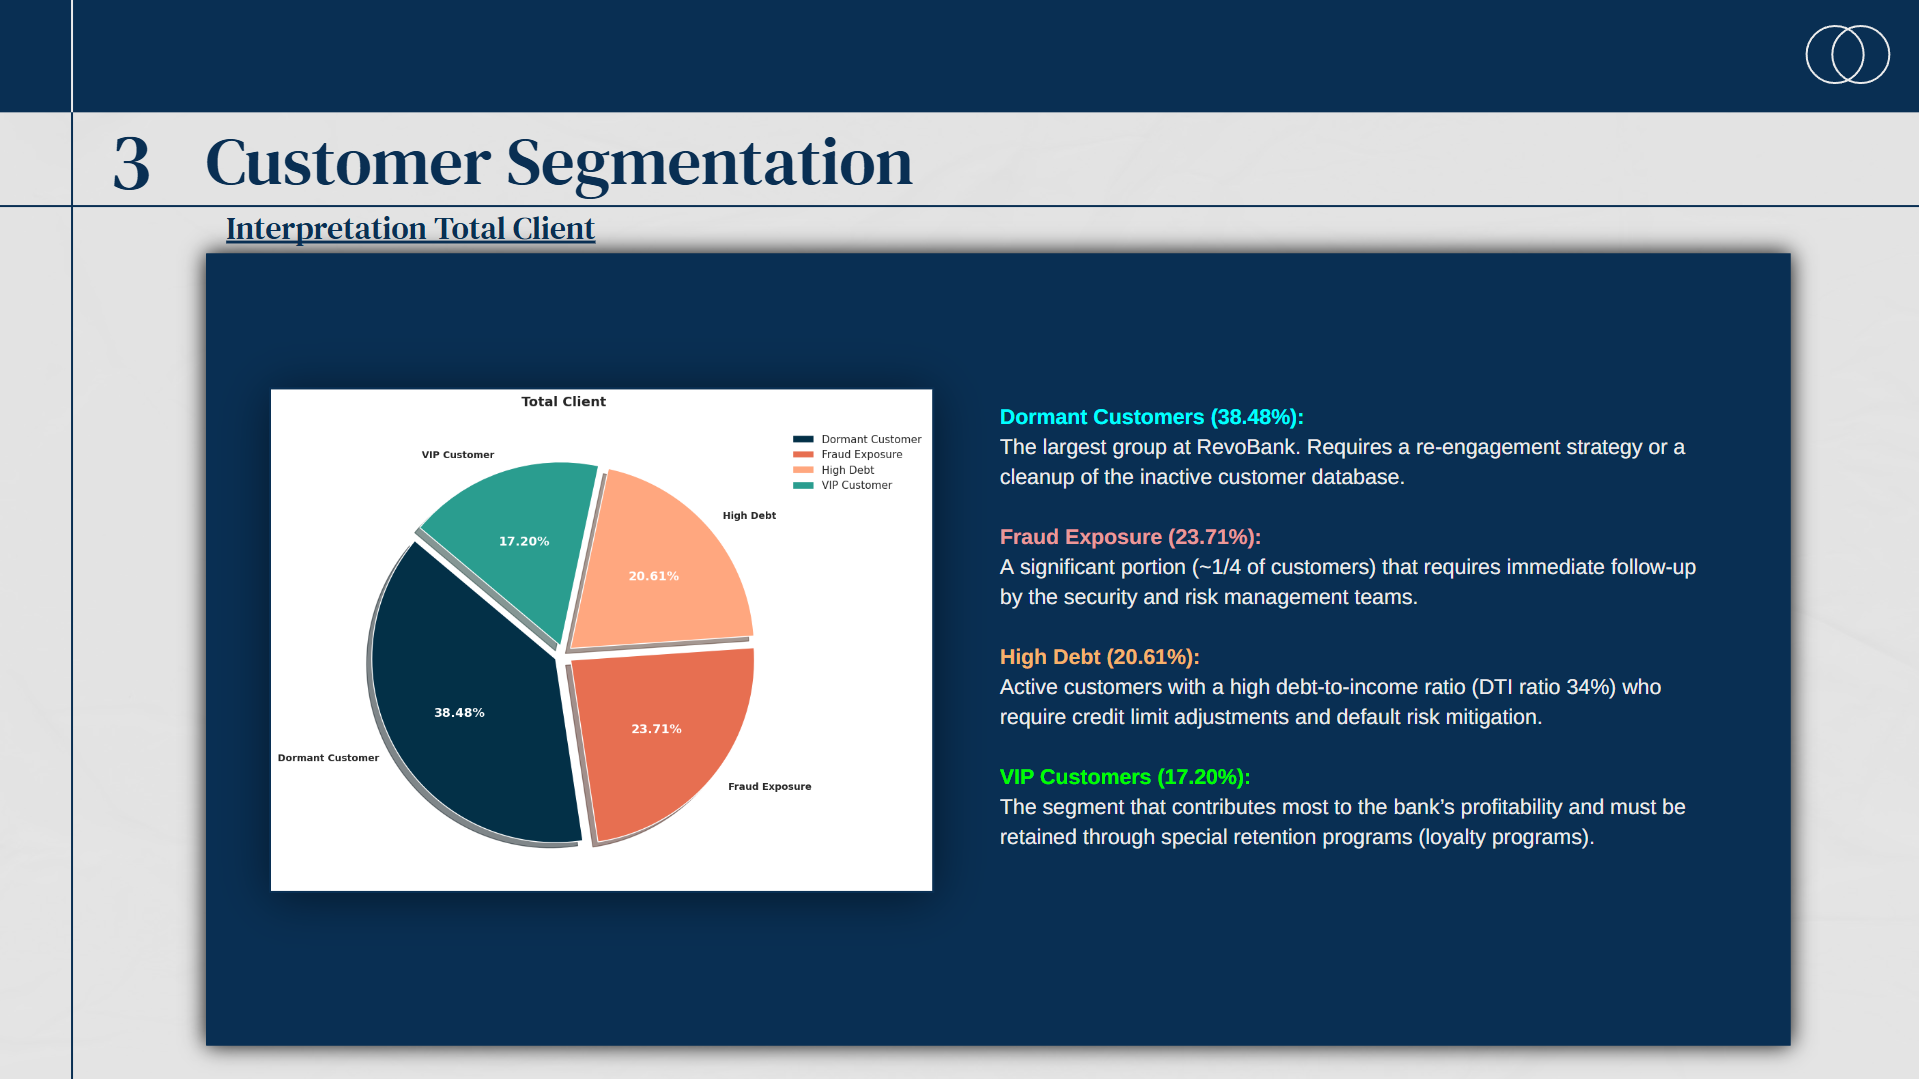 3 Customer Segmentation
Interpretation Total Client
Total Client
Dormant Customer
Fraud Exposure
High Debt
VIP Customer
VIP Customer
High Debt
17.20%
20.61%
38.48%
23.71%
Dormant Customer
Fraud Exposure
Dormant Customers (38.48%):
The largest group at RevoBank. Requires a re-engagement strategy or a
cleanup of the inactive customer database.
Fraud Exposure (23.71%):
A significant portion (~1/4 of customers) that requires immediate follow-up
by the security and risk management teams.
High Debt (20.61%):
Active customers with a high debt-to-income ratio (DTI ratio 34%) who
require credit limit adjustments and default risk mitigation.
VIP Customers (17.20%):
The segment that contributes most to the bank’s profitability and must be
retained through special retention programs (loyalty programs).